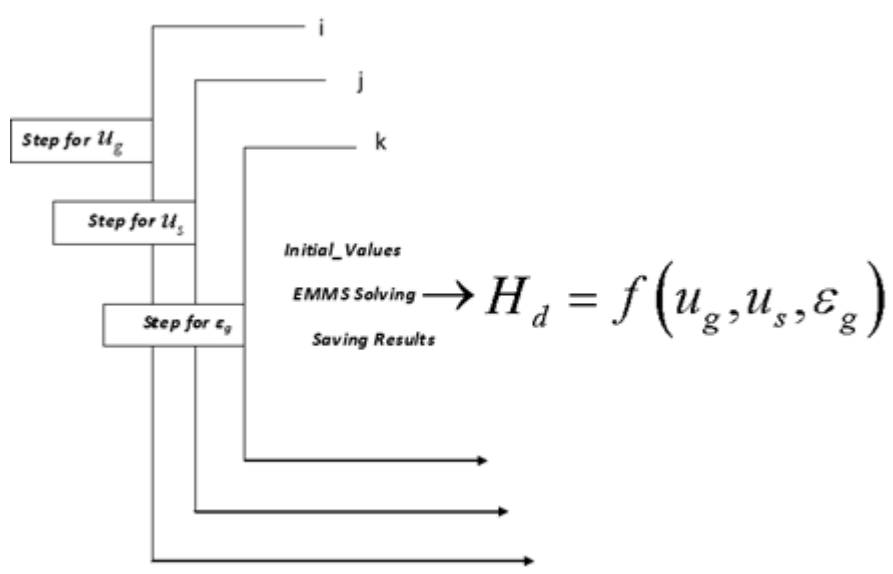 i
j
k
Step for u_g
Step for u_s
Initial_Values
EMMS Solving → H_d = f(u_g, u_s, ε_g)
Step for ε_g
Saving Results